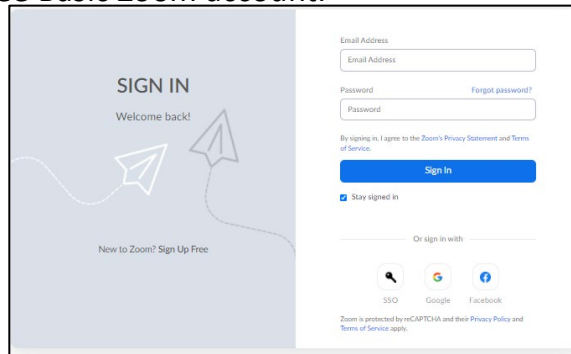 Basic Zoom account.
SIGN IN
Welcome back!
New to Zoom? Sign Up Free
Email Address
Email Address
Password Forgot password?
Password
By signing in, I agree to the Zoom's Privacy Statement and Terms
of Service.
Sign In
Stay signed in
Or sign in with
SSO Google Facebook
Zoom is protected by reCAPTCHA and their Privacy Policy and
Terms of Service apply.